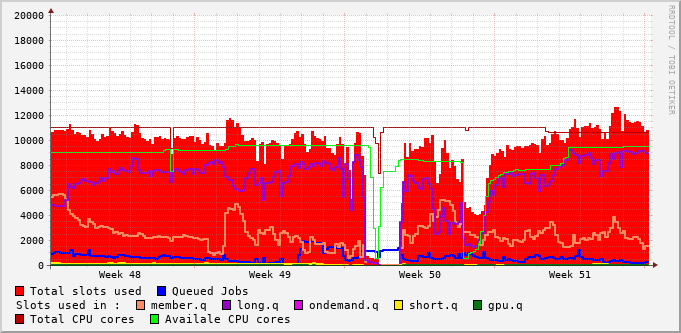 RRDTOOL / TOBI OETIKER
20000
18000
16000
14000
12000
10000
8000
6000
4000
2000
0
Week 48 Week 49 Week 50 Week 51
Total slots used Queued Jobs
Slots used in : member.q long.q ondemand.q short.q gpu.q
Total CPU cores Availale CPU cores